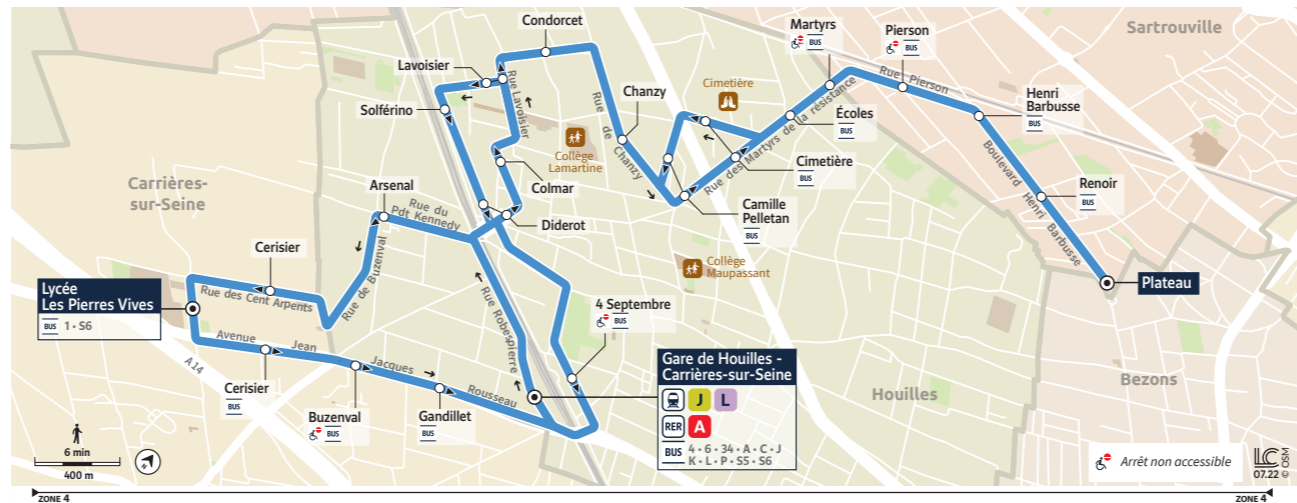 Condorcet
Martyrs
BUS
Pierson
BUS
Sartrouville
Lavoisier
Rue Lavoisier
Solférino
Cimetière
Chanzy
Rue de Chanzy
Rue Pierson
Henri
Barbusse
BUS
Écoles
BUS
Rue des Martyrs de la résistance
Collège
Lamartine
Cimetière
BUS
Boulevard Henri Barbusse
Renoir
BUS
Carrières-
sur-Seine
Arsenal
Rue du
Pdt Kennedy
Colmar
Diderot
Camille
Pelletan
BUS
Cerisier
Rue de Buzenval
Collège
Maupassant
Plateau
Lycée
Les Pierres Vives
BUS 1 • S6
Rue des Cent Arpents
Rue Robespierre
4 Septembre
BUS
Avenue Jean Jacques Rousseau
A14
Gare de Houilles -
Carrières-sur-Seine
J L
RER A
BUS 4 • 6 • 34 • A • C • J
K • L • P • S5 • S6
Houilles
Bezons
Cerisier
BUS
Buzenval
BUS
Gandillet
BUS
6 min
400 m
Arrêt non accessible
LC
07.22 © OSM
ZONE 4
ZONE 4